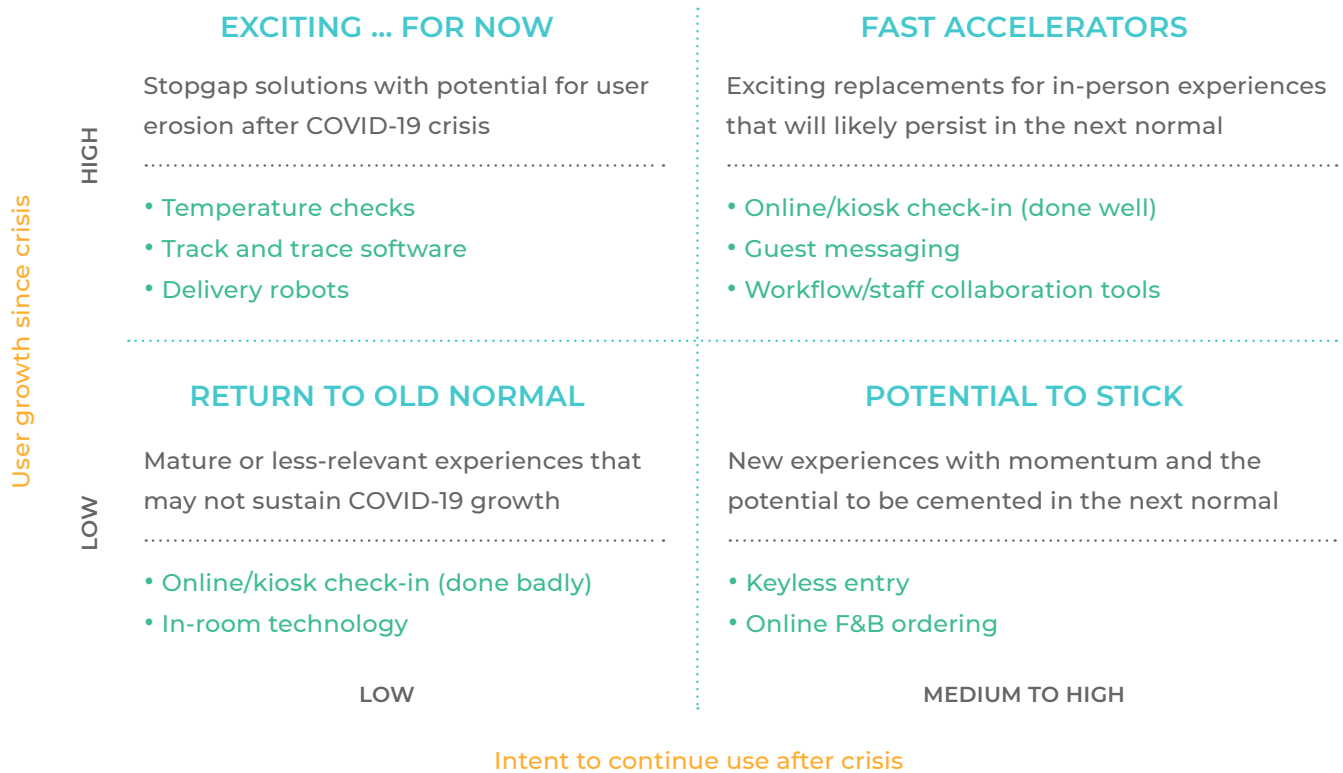 User growth since crisis
HIGH
EXCITING ... FOR NOW
Stopgap solutions with potential for user
erosion after COVID-19 crisis
• Temperature checks
• Track and trace software
• Delivery robots
FAST ACCELERATORS
Exciting replacements for in-person experiences
that will likely persist in the next normal
• Online/kiosk check-in (done well)
• Guest messaging
• Workflow/staff collaboration tools
LOW
RETURN TO OLD NORMAL
Mature or less-relevant experiences that
may not sustain COVID-19 growth
• Online/kiosk check-in (done badly)
• In-room technology
POTENTIAL TO STICK
New experiences with momentum and the
potential to be cemented in the next normal
• Keyless entry
• Online F&B ordering
LOW
MEDIUM TO HIGH
Intent to continue use after crisis